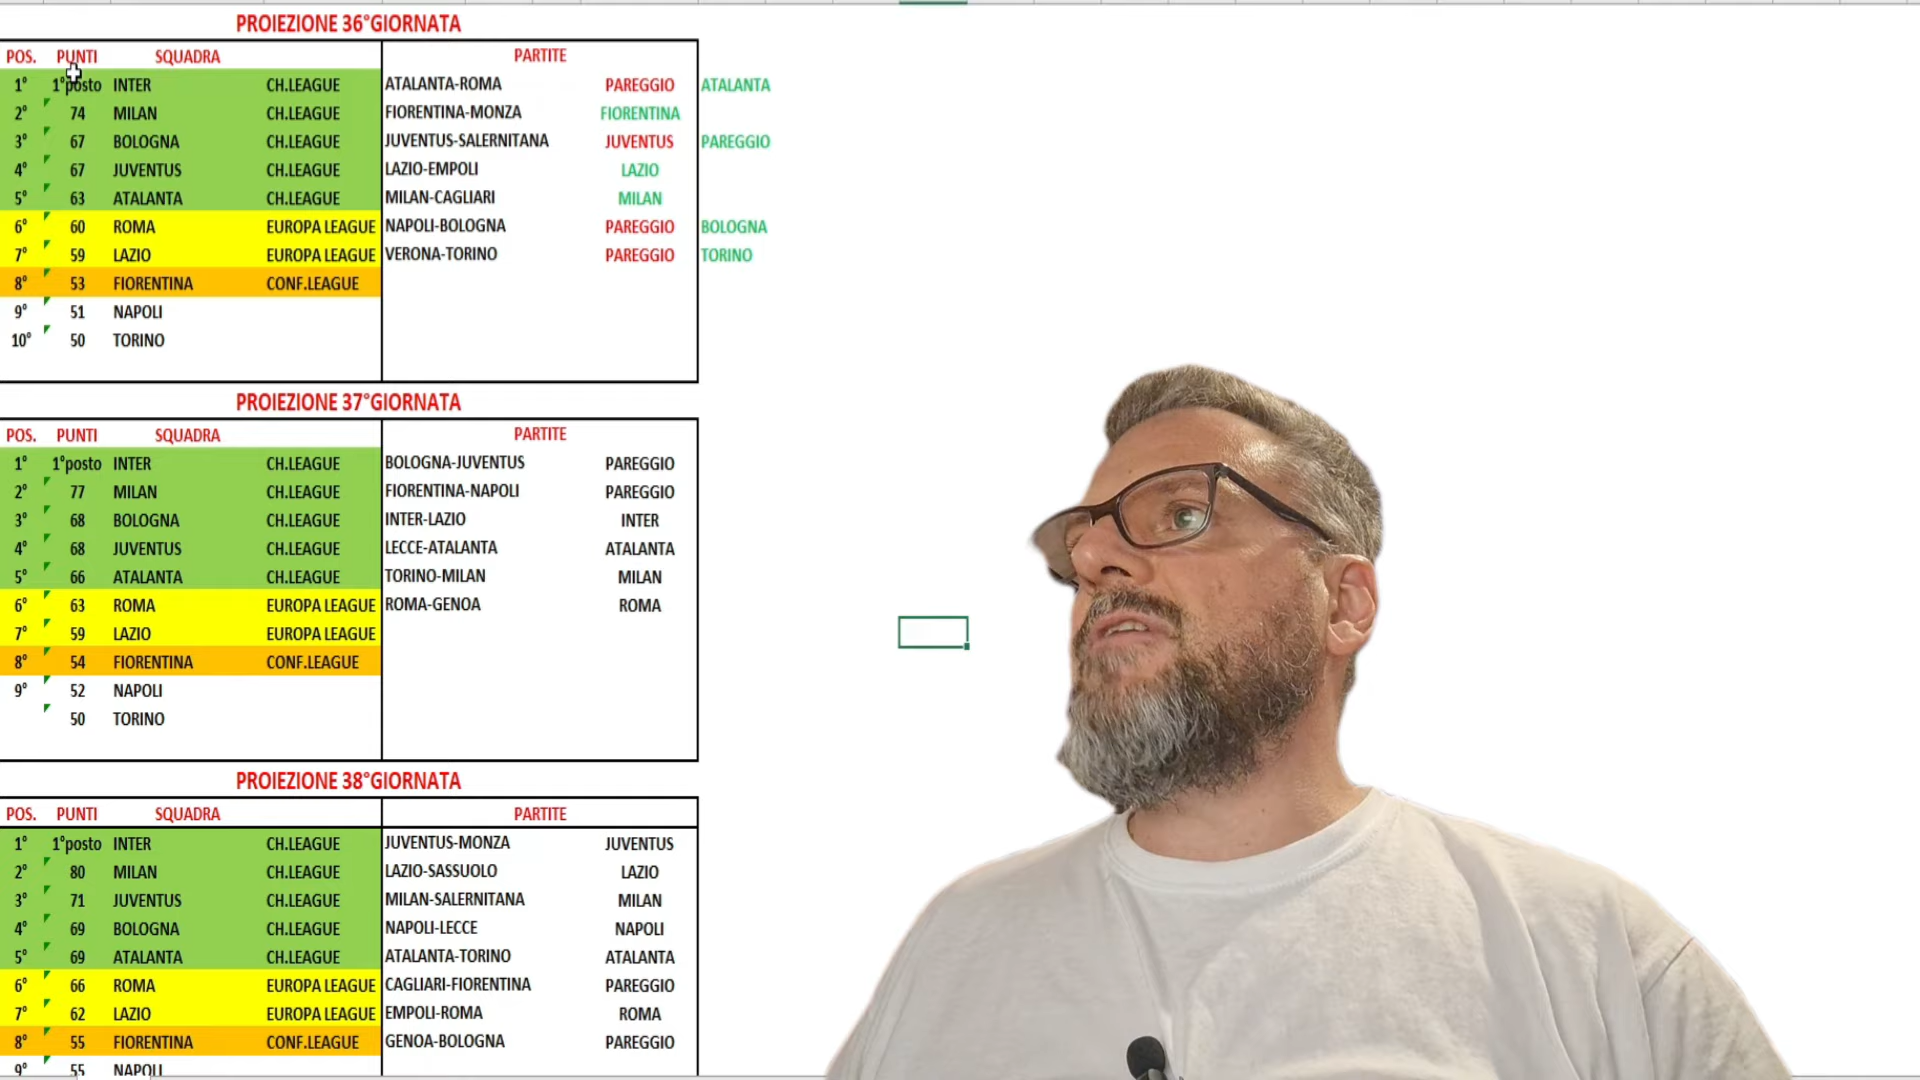 PROIEZIONE 36°GIORNATA
POS. PUNTI SQUADRA PARTITE
1° 1°posto INTER CH.LEAGUE ATALANTA-ROMA PAREGGIO ATALANTA
2° 74 MILAN CH.LEAGUE FIORENTINA-MONZA FIORENTINA
3° 67 BOLOGNA CH.LEAGUE JUVENTUS-SALERNITANA JUVENTUS PAREGGIO
4° 67 JUVENTUS CH.LEAGUE LAZIO-EMPOLI LAZIO
5° 63 ATALANTA CH.LEAGUE MILAN-CAGLIARI MILAN
6° 60 ROMA EUROPA LEAGUE NAPOLI-BOLOGNA PAREGGIO BOLOGNA
7° 59 LAZIO EUROPA LEAGUE VERONA-TORINO PAREGGIO TORINO
8° 53 FIORENTINA CONF.LEAGUE
9° 51 NAPOLI
10° 50 TORINO
PROIEZIONE 37°GIORNATA
POS. PUNTI SQUADRA PARTITE
1° 1°posto INTER CH.LEAGUE BOLOGNA-JUVENTUS PAREGGIO
2° 77 MILAN CH.LEAGUE FIORENTINA-NAPOLI PAREGGIO
3° 68 BOLOGNA CH.LEAGUE INTER-LAZIO INTER
4° 68 JUVENTUS CH.LEAGUE LECCE-ATALANTA ATALANTA
5° 66 ATALANTA CH.LEAGUE TORINO-MILAN MILAN
6° 63 ROMA EUROPA LEAGUE ROMA-GENOA ROMA
7° 59 LAZIO EUROPA LEAGUE
8° 54 FIORENTINA CONF.LEAGUE
9° 52 NAPOLI
50 TORINO
PROIEZIONE 38°GIORNATA
POS. PUNTI SQUADRA PARTITE
1° 1°posto INTER CH.LEAGUE JUVENTUS-MONZA JUVENTUS
2° 80 MILAN CH.LEAGUE LAZIO-SASSUOLO LAZIO
3° 71 JUVENTUS CH.LEAGUE MILAN-SALERNITANA MILAN
4° 69 BOLOGNA CH.LEAGUE NAPOLI-LECCE NAPOLI
5° 69 ATALANTA CH.LEAGUE ATALANTA-TORINO ATALANTA
6° 66 ROMA EUROPA LEAGUE CAGLIARI-FIORENTINA PAREGGIO
7° 62 LAZIO EUROPA LEAGUE EMPOLI-ROMA ROMA
8° 55 FIORENTINA CONF.LEAGUE GENOA-BOLOGNA PAREGGIO
9° 55 NAPOLI